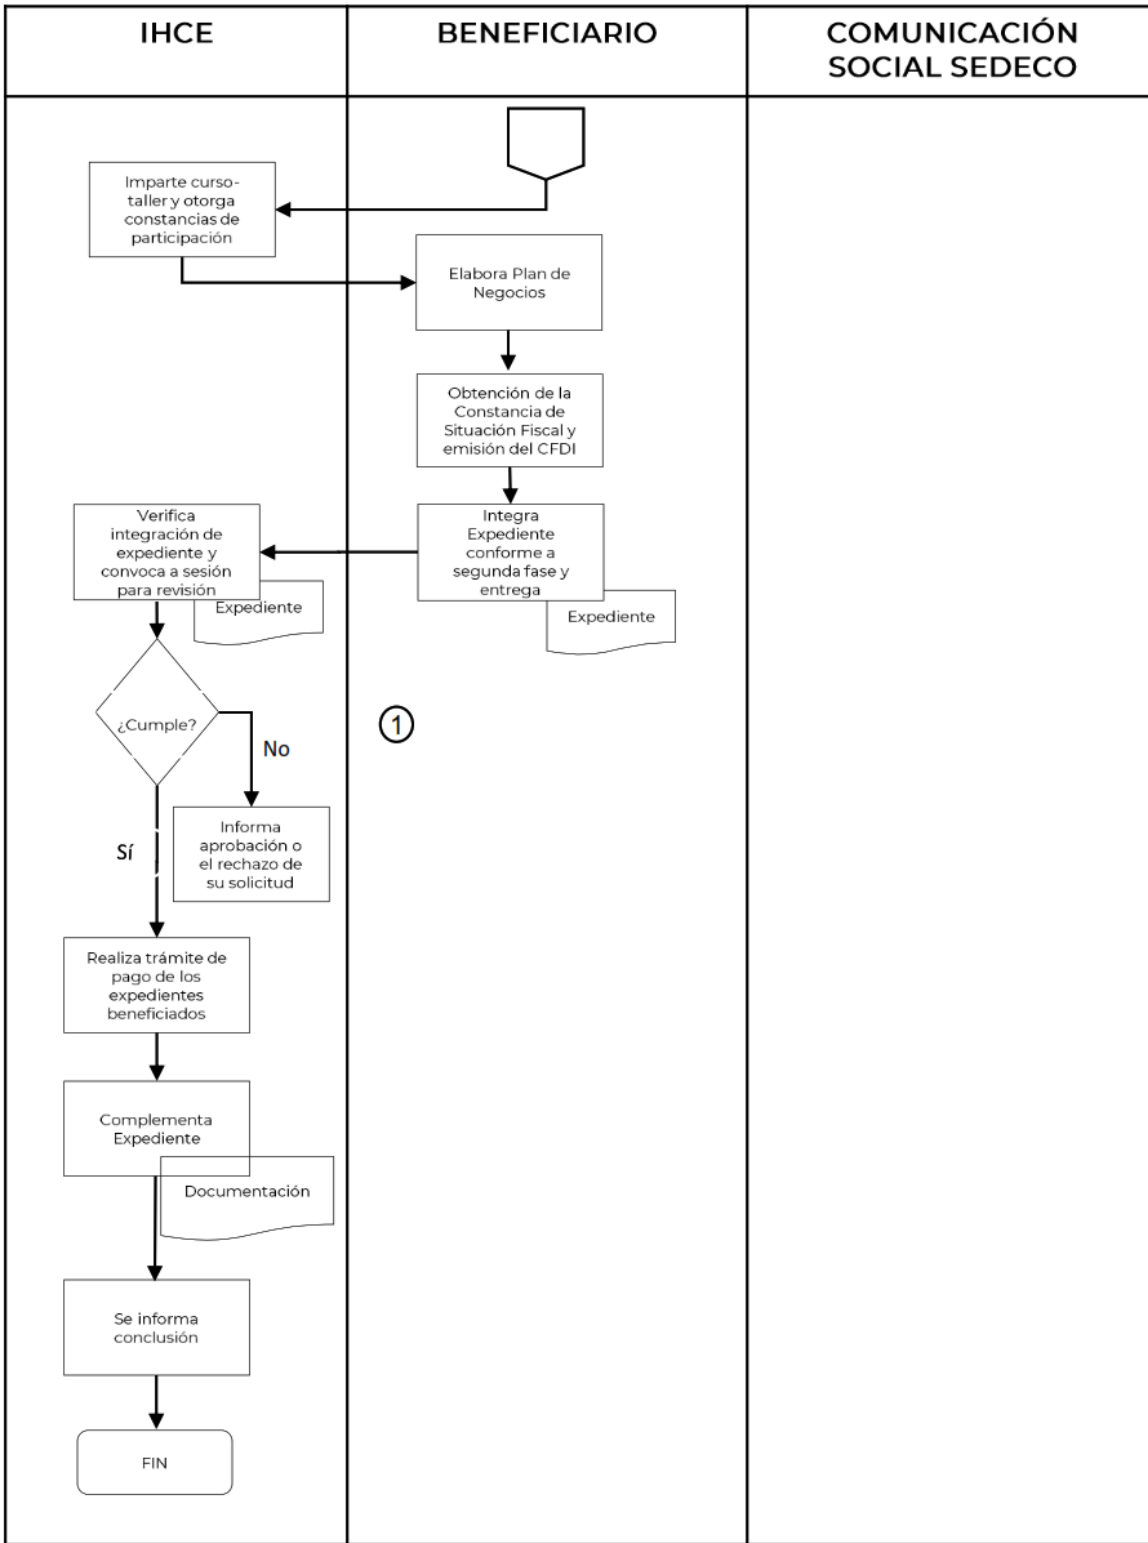 IHCE
BENEFICIARIO
COMUNICACIÓN
SOCIAL SEDECO
Imparte curso-
taller y otorga
constancias de
participación
Elabora Plan de
Negocios
Obtención de la
Constancia de
Situación Fiscal y
emisión del CFDI
Verifica
integración de
expediente y
convoca a sesión
para revisión
Expediente
Integra
Expediente
conforme a
segunda fase y
entrega
Expediente
¿Cumple?
No
1
Sí
Informa
aprobación o
el rechazo de
su solicitud
Realiza trámite de
pago de los
expedientes
beneficiados
Complementa
Expediente
Documentación
Se informa
conclusión
FIN